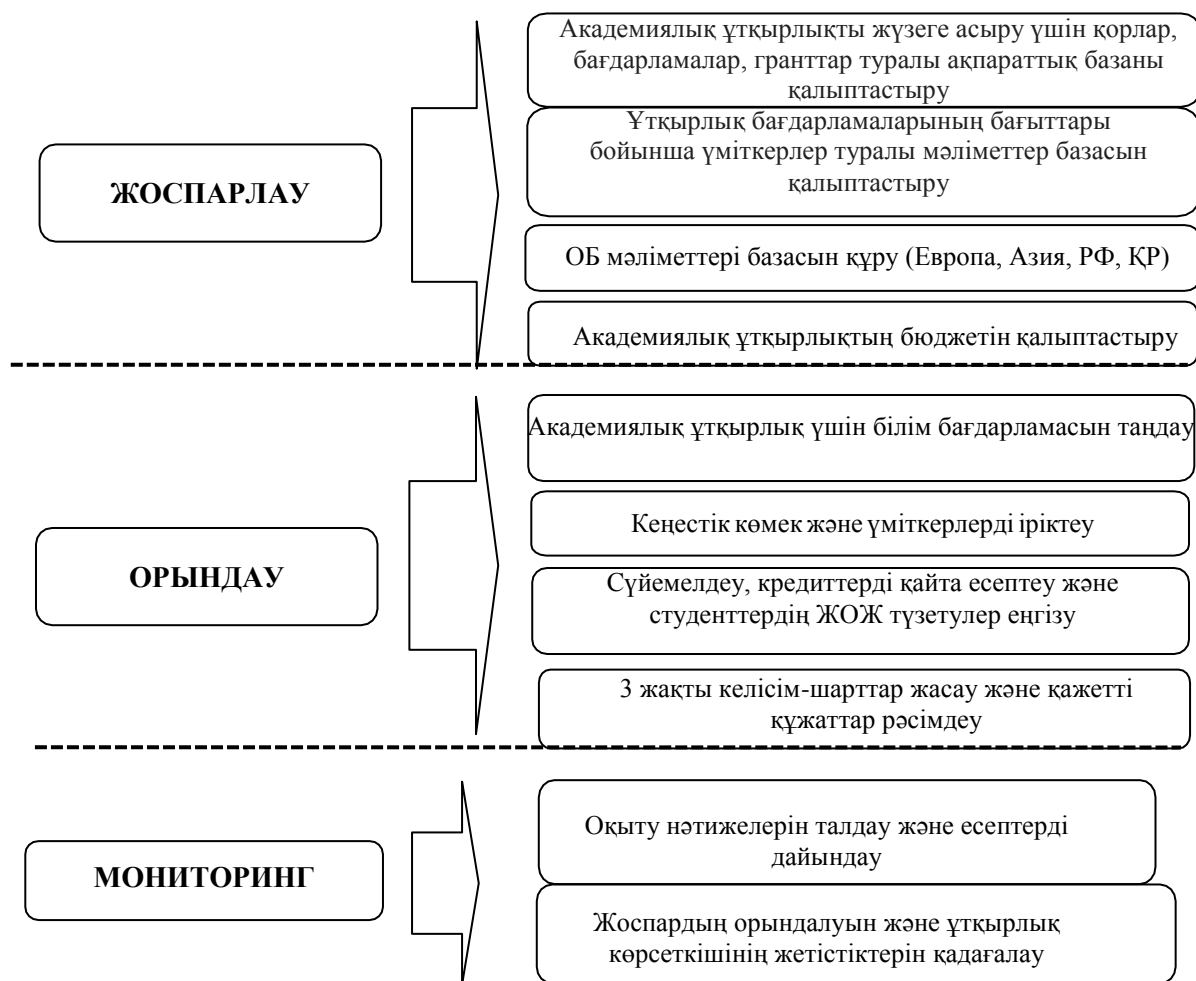 Академиялық ұтқырлықты жүзеге асыру үшін қорлар,
бағдарламалар, гранттар туралы ақпараттық базаны
қалыптастыру
Ұтқырлық бағдарламаларының бағыттары
бойынша үміткерлер туралы мәліметтер базасын
қалыптастыру
ЖОСПАРЛАУ
ОБ мәліметтері базасын құру (Европа, Азия, РФ, ҚР)
Академиялық ұтқырлықтың бюджетін қалыптастыру
Академиялық ұтқырлық үшін білім бағдарламасын таңдау
Кеңестік көмек және үміткерлерді іріктеу
ОРЫНДАУ
Сүйемелдеу, кредиттерді қайта есептеу және
студенттердің ЖОЖ түзетулер еңгізу
3 жақты келісім-шарттар жасау және қажетті
құжаттар рәсімдеу
Оқыту нәтижелерін талдау және есептерді
дайындау
МОНИТОРИНГ
Жоспардың орындалуын және ұтқырлық
көрсеткішінің жетістіктерін қадағалау